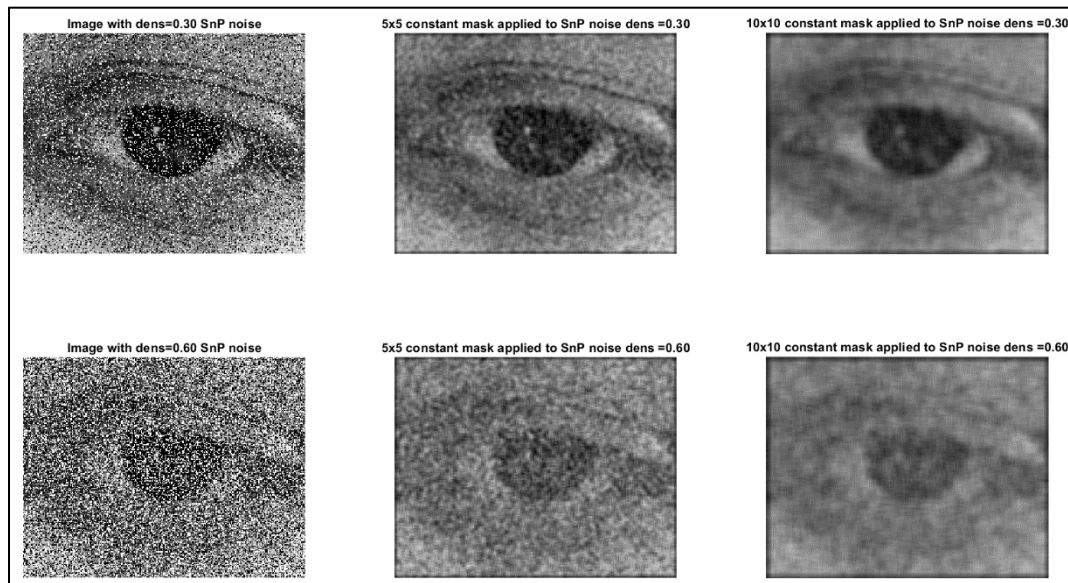 Image with dens=0.30 SnP noise
5x5 constant mask applied to SnP noise dens =0.30
10x10 constant mask applied to SnP noise dens =0.30
Image with dens=0.60 SnP noise
5x5 constant mask applied to SnP noise dens =0.60
10x10 constant mask applied to SnP noise dens =0.60